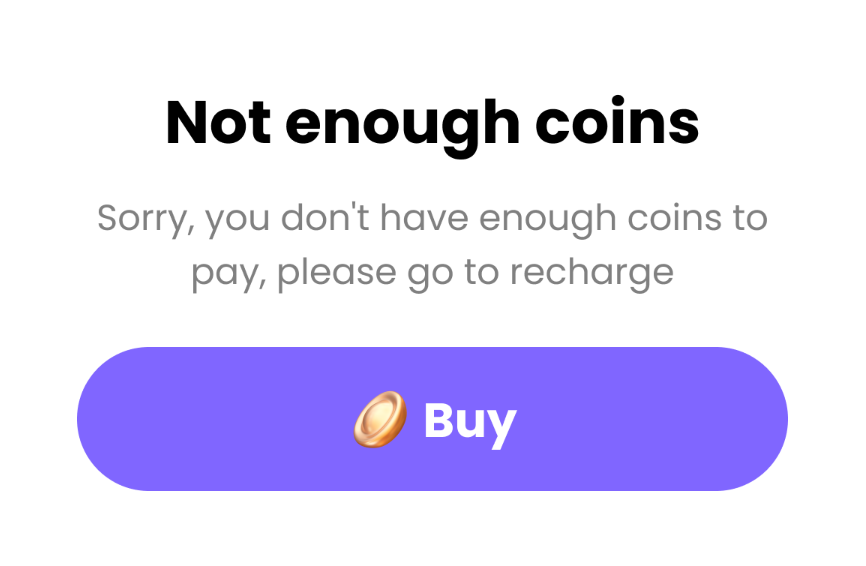 Not enough coins
Sorry, you don't have enough coins to
pay, please go to recharge
Buy